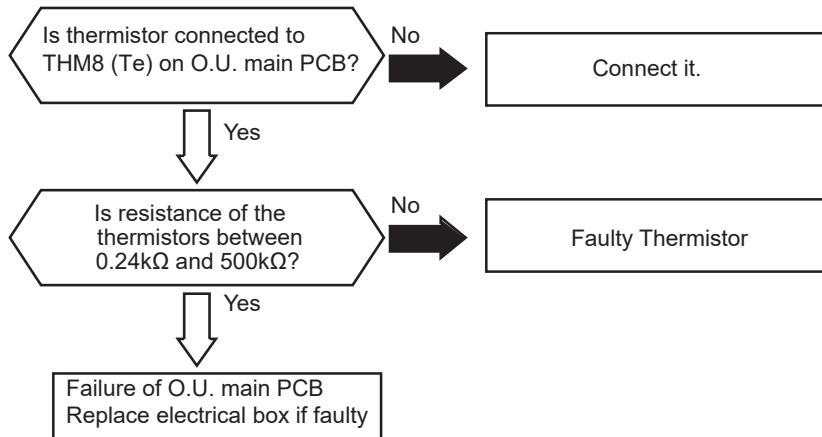 Is thermistor connected to
THM8 (Te) on O.U. main PCB?
No
Connect it.
Yes
Is resistance of the
thermistors between
0.24kΩ and 500kΩ?
No
Faulty Thermistor
Yes
Failure of O.U. main PCB
Replace electrical box if faulty